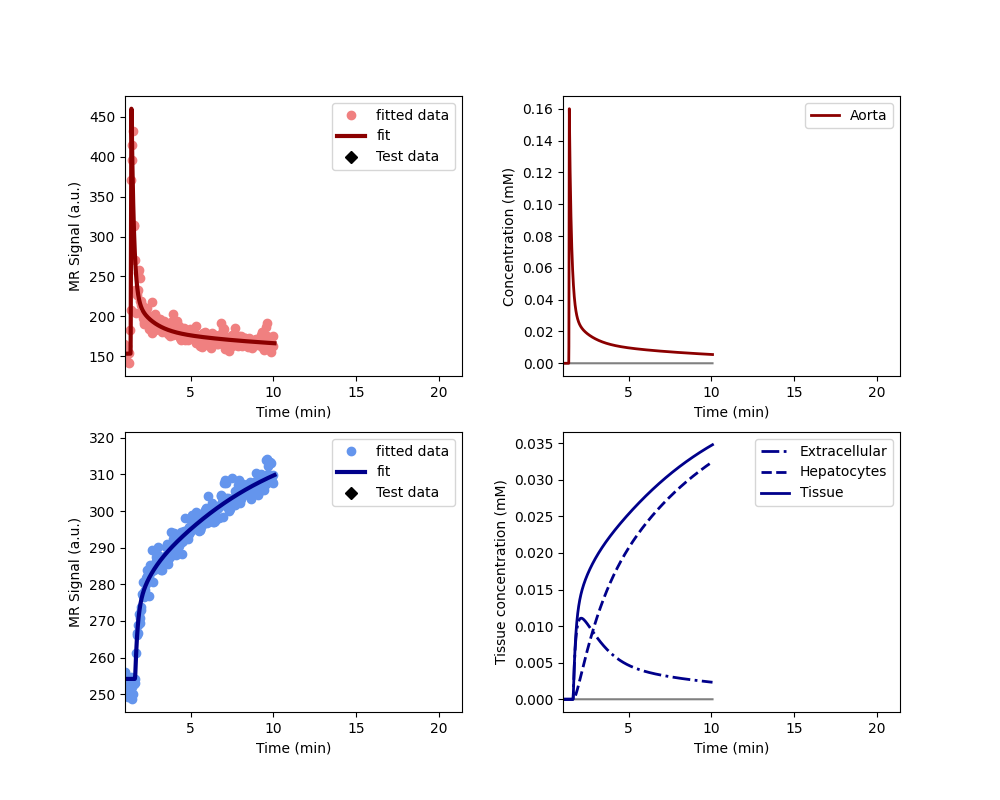 450
400
350
300
250
200
150
MR Signal (a.u.)
fitted data
fit
Test data
5
10
15
20
Time (min)
0.16
0.14
0.12
0.10
0.08
0.06
0.04
0.02
0.00
Concentration (mM)
Aorta
5
10
15
20
Time (min)
320
310
300
290
280
270
260
250
MR Signal (a.u.)
fitted data
fit
Test data
5
10
15
20
Time (min)
0.035
0.030
0.025
0.020
0.015
0.010
0.005
0.000
Tissue concentration (mM)
Extracellular
Hepatocytes
Tissue
5
10
15
20
Time (min)